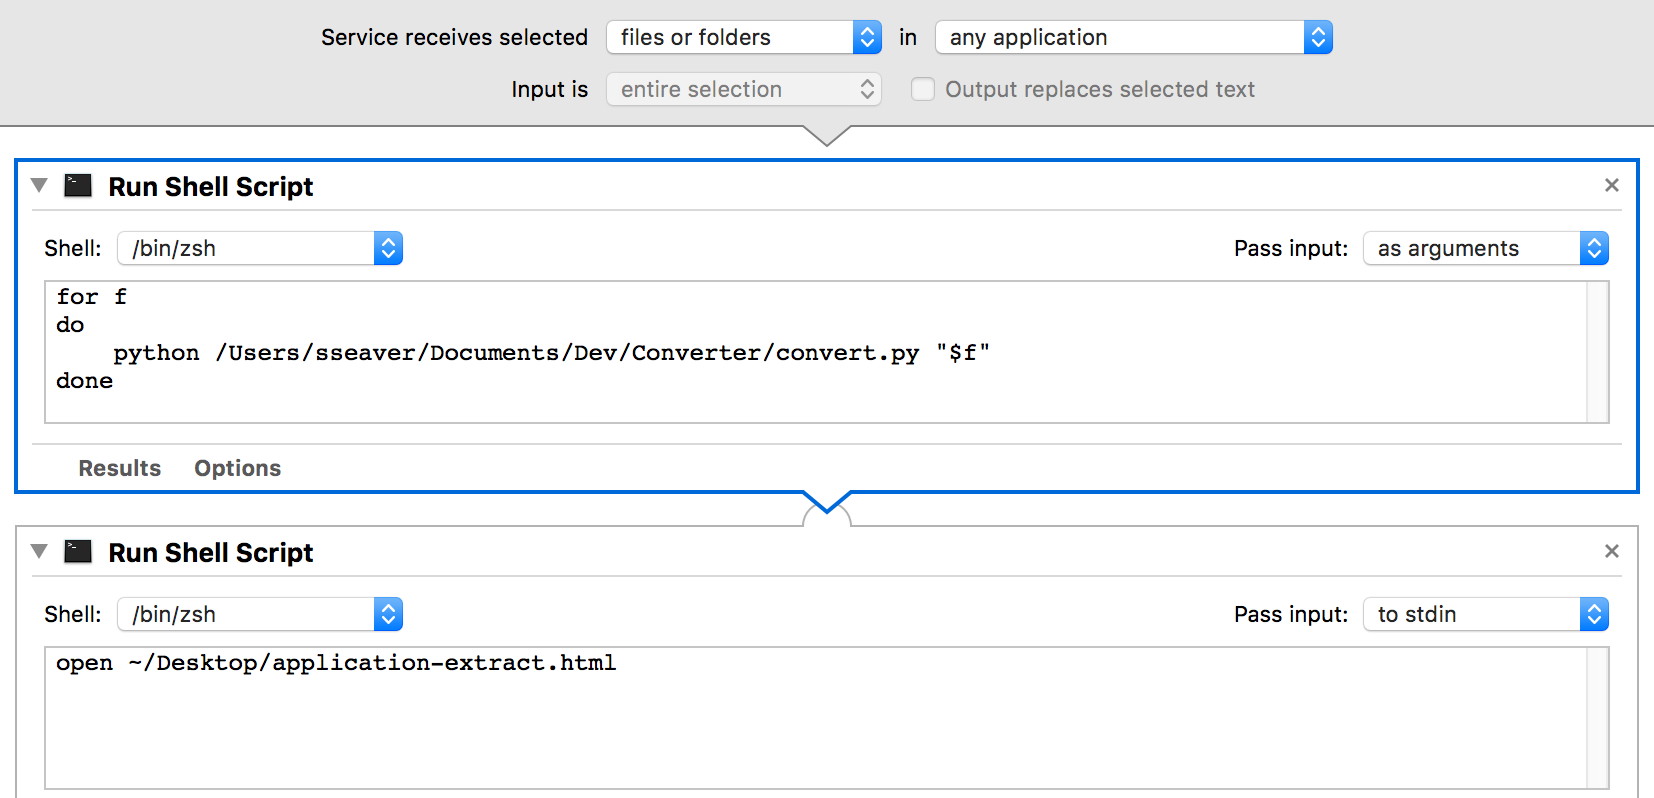 Service receives selected files or folders in any application
Input is entire selection Output replaces selected text
Run Shell Script
Shell: /bin/zsh Pass input: as arguments
for f
do
python /Users/sseaver/Documents/Dev/Converter/convert.py "$f"
done
Results Options
Run Shell Script
Shell: /bin/zsh Pass input: to stdin
open ~/Desktop/application-extract.html